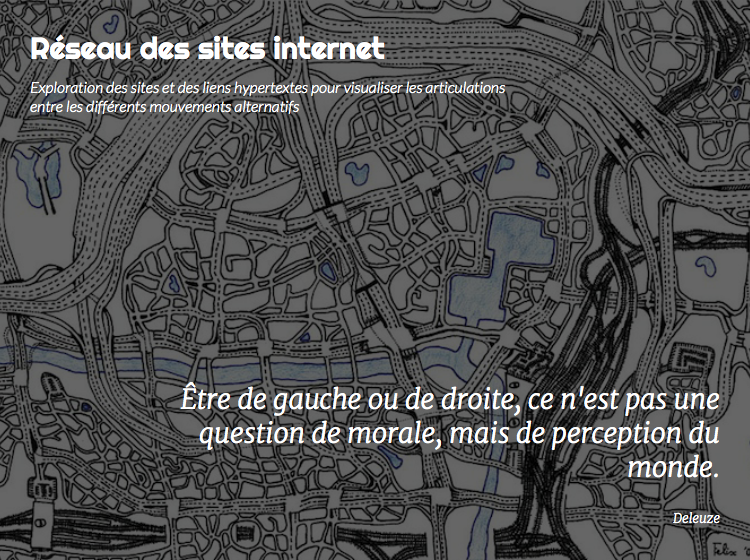 Réseau des sites internet
Exploration des sites et des liens hypertextes pour visualiser les articulations
entre les différents mouvements alternatifs
Être de gauche ou de droite, ce n'est pas une
question de morale, mais de perception du
monde.
Deleuze